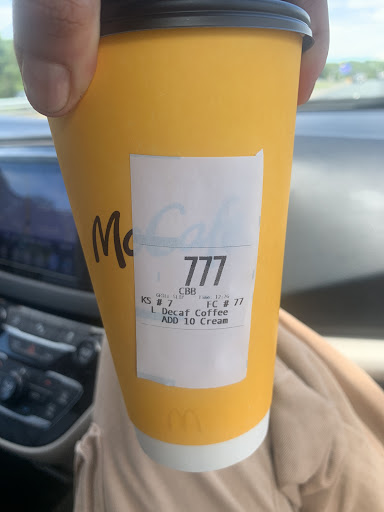 McCafé
777
CBB
KS # 7 FC # 77
L Decaf Coffee
ADD 10 Cream